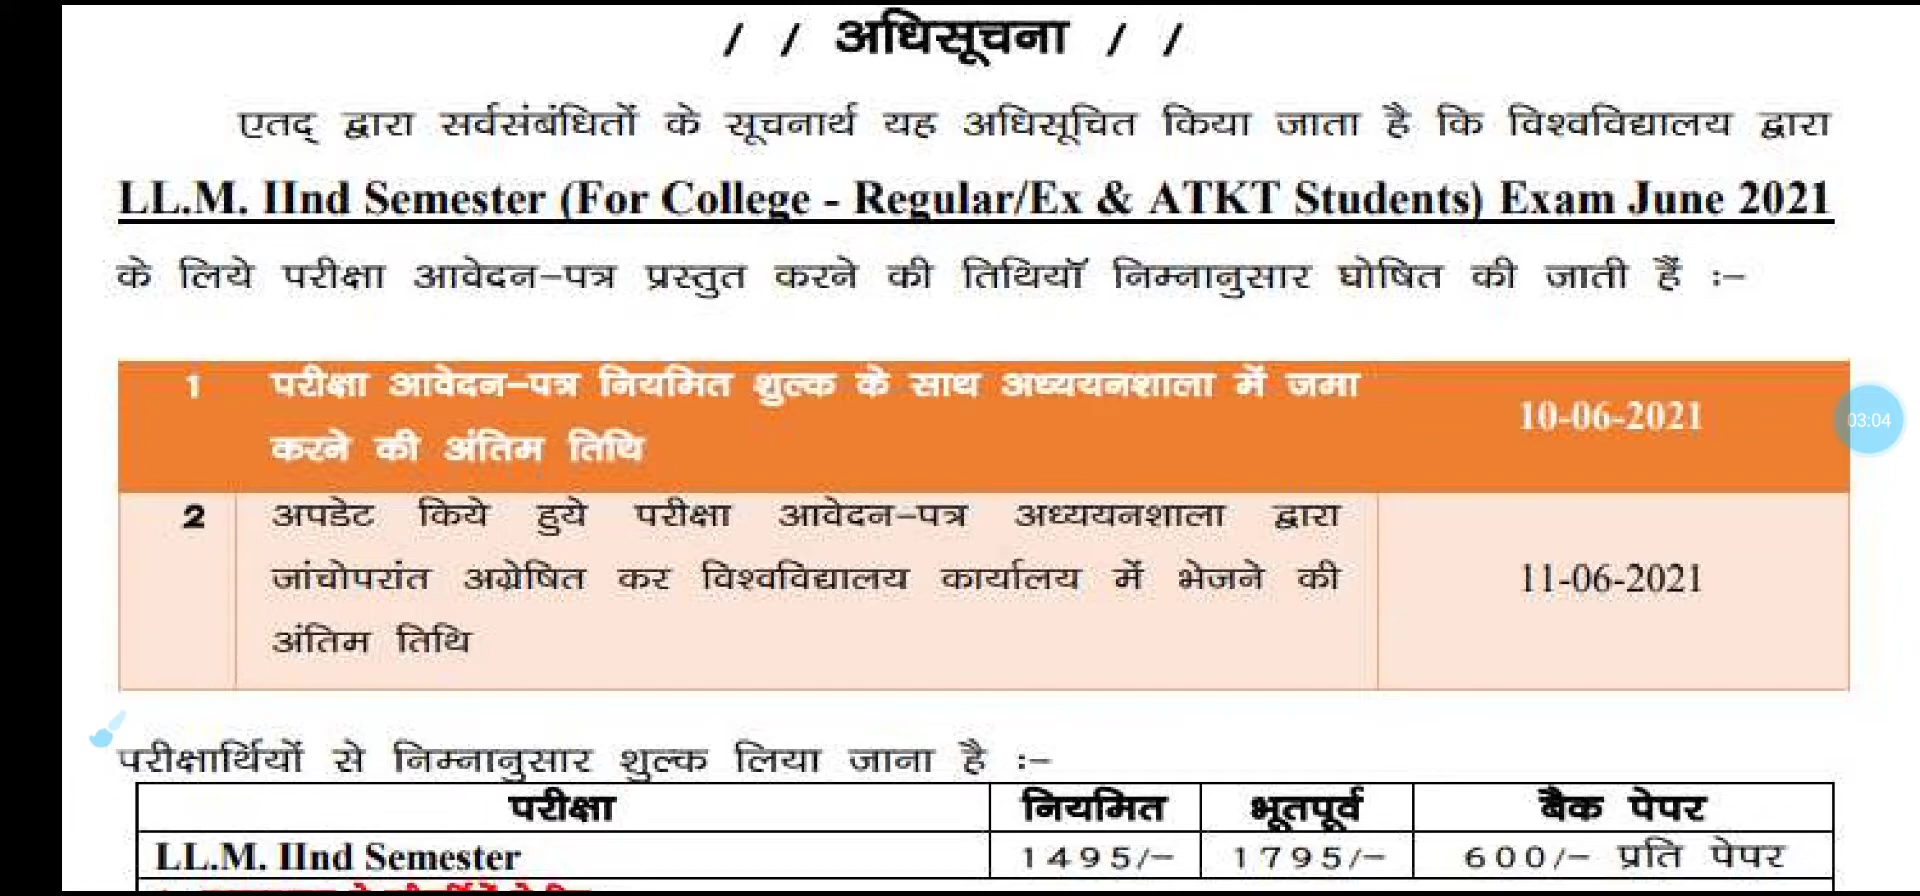 / / अधिसूचना / /
एतद् द्वारा सर्वसंबंधितों के सूचनार्थ यह अधिसूचित किया जाता है कि विश्वविद्यालय द्वारा
LL.M. IInd Semester (For College - Regular/Ex & ATKT Students) Exam June 2021
के लिये परीक्षा आवेदन–पत्र प्रस्तुत करने की तिथियॉ निम्नानुसार घोषित की जाती हैं :–
1 परीक्षा आवेदन–पत्र नियमित शुल्क के साथ अध्ययनशाला में जमा
करने की अंतिम तिथि
10-06-2021
03:04
2 अपडेट किये हुये परीक्षा आवेदन–पत्र अध्ययनशाला द्वारा
जांचोपरांत अग्रेषित कर विश्वविद्यालय कार्यालय में भेजने की
अंतिम तिथि
11-06-2021
परीक्षार्थियों से निम्नानुसार शुल्क लिया जाना है :–
परीक्षा नियमित भूतपूर्व बैक पेपर
LL.M. IInd Semester 1495/– 1795/– 600/– प्रति पेपर